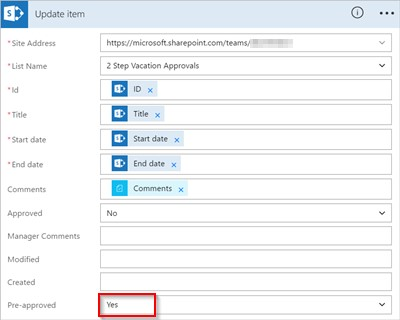 Update item
* Site Address https://microsoft.sharepoint.com/teams/
* List Name 2 Step Vacation Approvals
* Id ID x
* Title Title x
* Start date Start date x
* End date End date x
Comments Comments x
Approved No
Manager Comments
Modified
Created
Pre-approved Yes